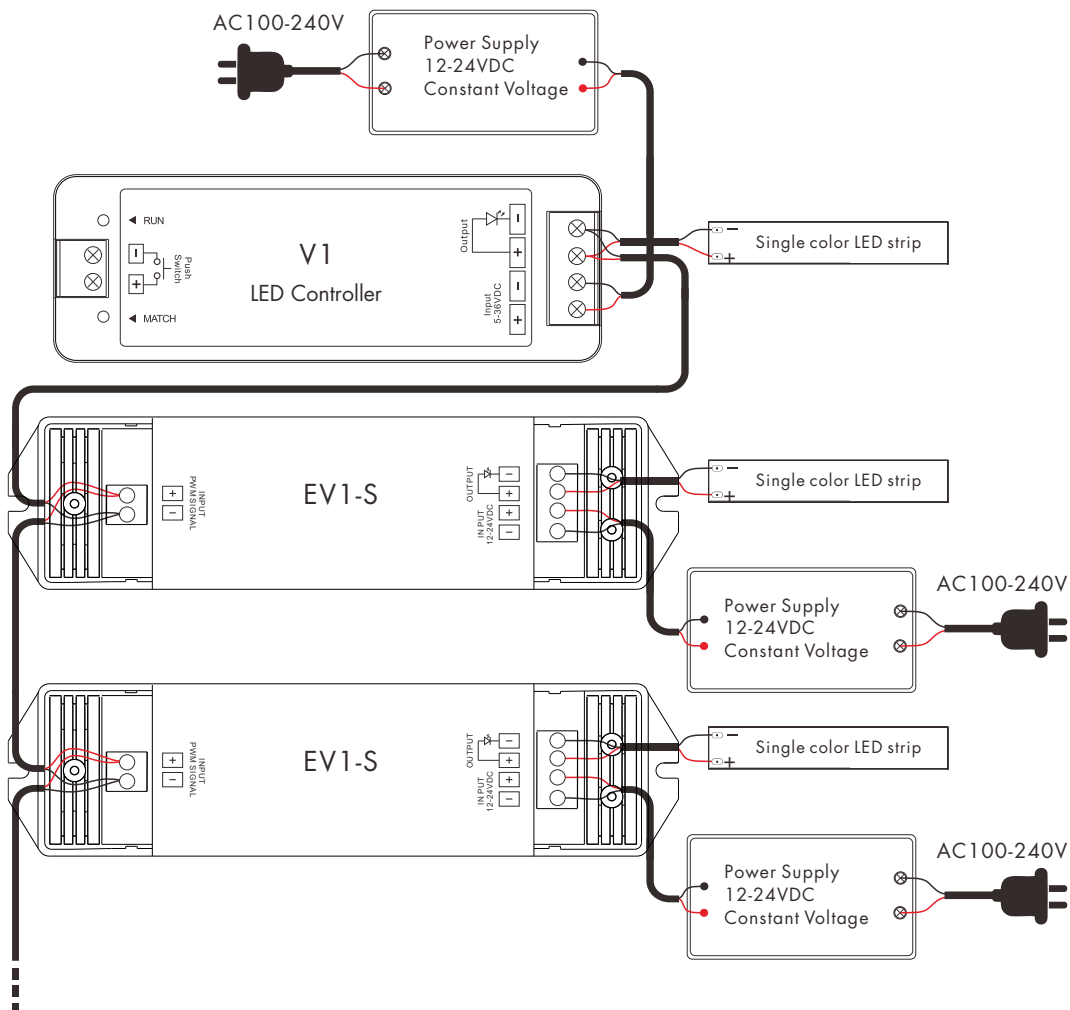 AC100-240V
Power Supply
12-24VDC
Constant Voltage
RUN
Push
Switch
MATCH
V1
LED Controller
Output
Input
5-36VDC
- 
+
-
+
-
+
Single color LED strip
-
+
INPUT
PWM SIGNAL
+
-
EV1-S
OUTPUT
INPUT
12-24VDC
-
+
+
-
Single color LED strip
-
+
Power Supply
12-24VDC
Constant Voltage
AC100-240V
INPUT
PWM SIGNAL
+
-
EV1-S
OUTPUT
INPUT
12-24VDC
-
+
+
-
Single color LED strip
-
+
Power Supply
12-24VDC
Constant Voltage
AC100-240V